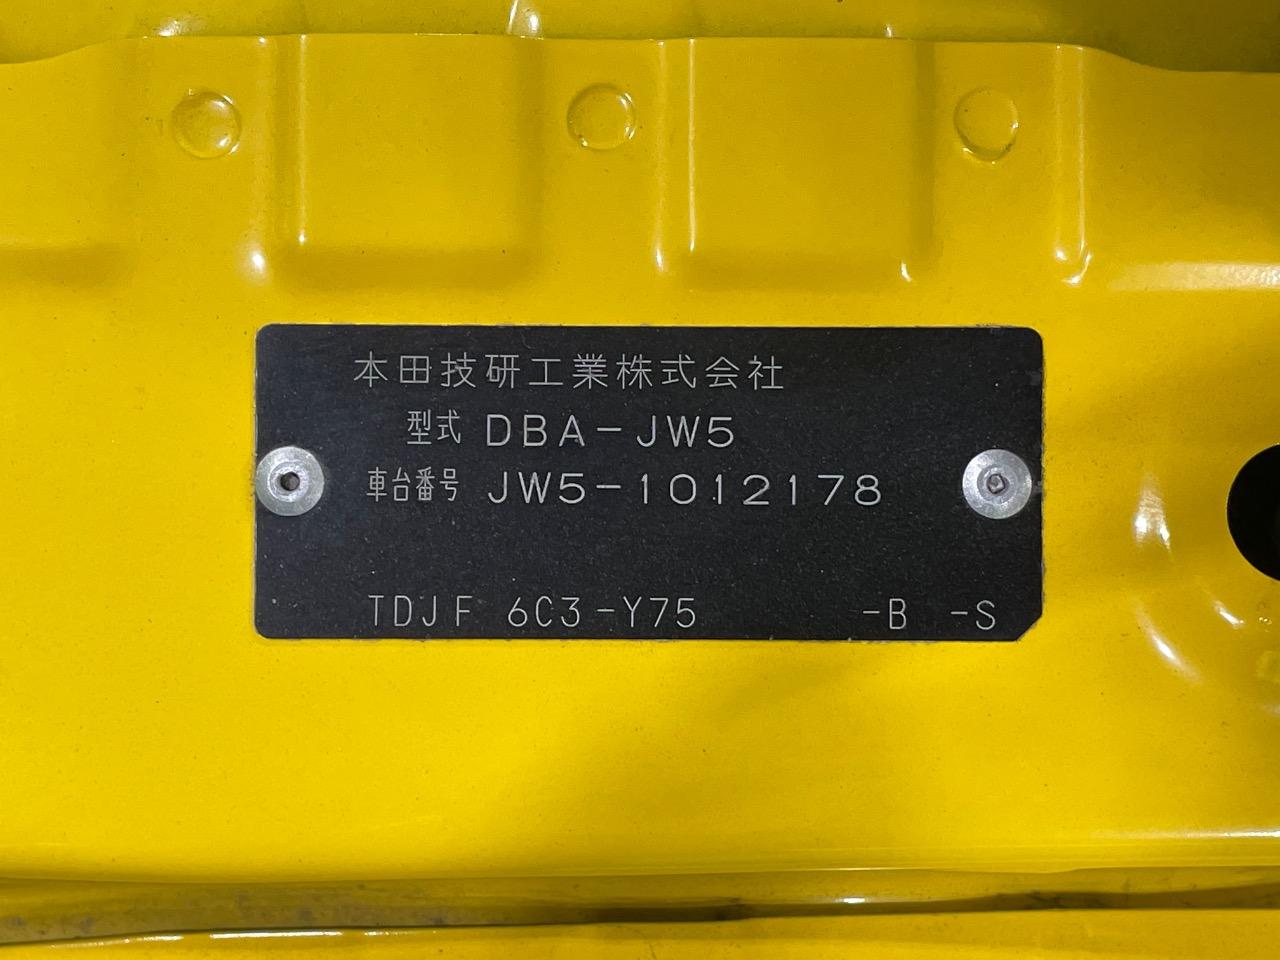 本田技研工業株式会社
型式 DBA-JW5
車台番号 JW5-1012178
TDJF 6C3-Y75 -B -S